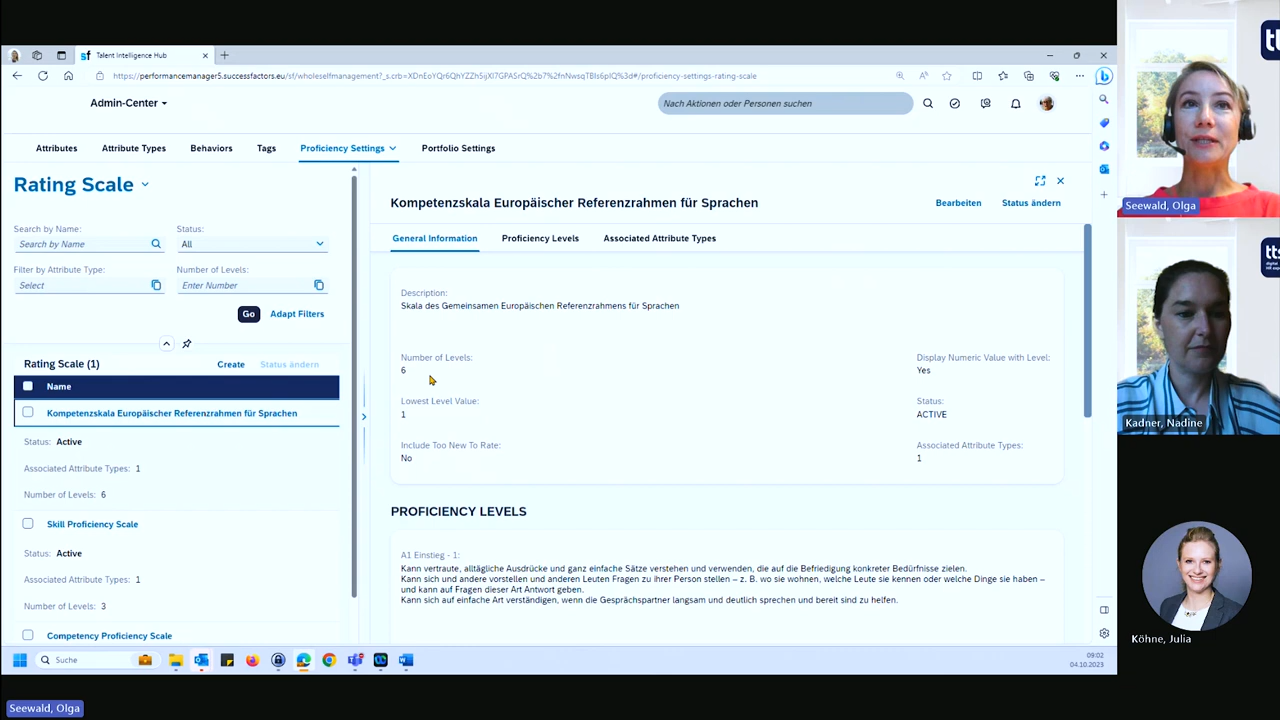 Talent Intelligence Hub
https://performancemanager5.successfactors.eu/sf/wholeselfmanagement?_s.crb=XDnEoYQr6QhYZZh5ijXl7GPASrQ%2b7%2fnNwsqTBIs6pIQ%3d#/proficiency-settings-rating-scale
Admin-Center
Nach Aktionen oder Personen suchen
Attributes
Attribute Types
Behaviors
Tags
Proficiency Settings
Portfolio Settings
Rating Scale
Search by Name:
Search by Name
Status:
All
Filter by Attribute Type:
Select
Number of Levels:
Enter Number
Go
Adapt Filters
Rating Scale (1)
Create
Status ändern
Name
Kompetenzskala Europäischer Referenzrahmen für Sprachen
Status: Active
Associated Attribute Types: 1
Number of Levels: 6
Skill Proficiency Scale
Status: Active
Associated Attribute Types: 1
Number of Levels: 3
Competency Proficiency Scale
Kompetenzskala Europäischer Referenzrahmen für Sprachen
Bearbeiten
Status ändern
General Information
Proficiency Levels
Associated Attribute Types
Description:
Skala des Gemeinsamen Europäischen Referenzrahmens für Sprachen
Number of Levels:
6
Display Numeric Value with Level:
Yes
Lowest Level Value:
1
Status:
ACTIVE
Include Too New To Rate:
No
Associated Attribute Types:
1
PROFICIENCY LEVELS
A1 Einstieg - 1:
Kann vertraute, alltägliche Ausdrücke und ganz einfache Sätze verstehen und verwenden, die auf die Befriedigung konkreter Bedürfnisse zielen.
Kann sich und andere vorstellen und anderen Leuten Fragen zu ihrer Person stellen – z. B. wo sie wohnen, welche Leute sie kennen oder welche Dinge sie haben –
und kann auf Fragen dieser Art Antwort geben.
Kann sich auf einfache Art verständigen, wenn die Gesprächspartner langsam und deutlich sprechen und bereit sind zu helfen.
Suche
09:02
04.10.2023
Seewald, Olga
Kadner, Nadine
Köhne, Julia
Seewald, Olga